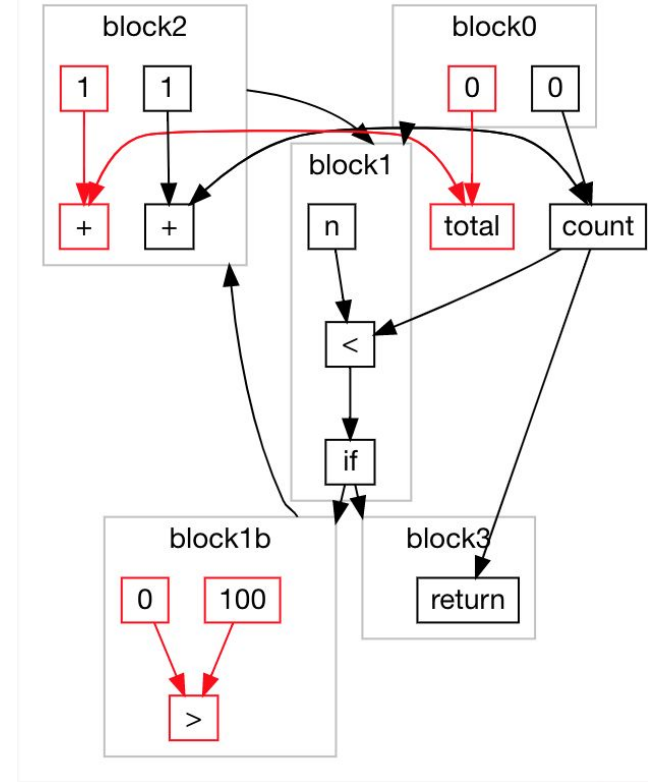 block2
1
1
+
+
block0
0
0
total
count
block1
n
<
if
block1b
0
100
>
block3
return